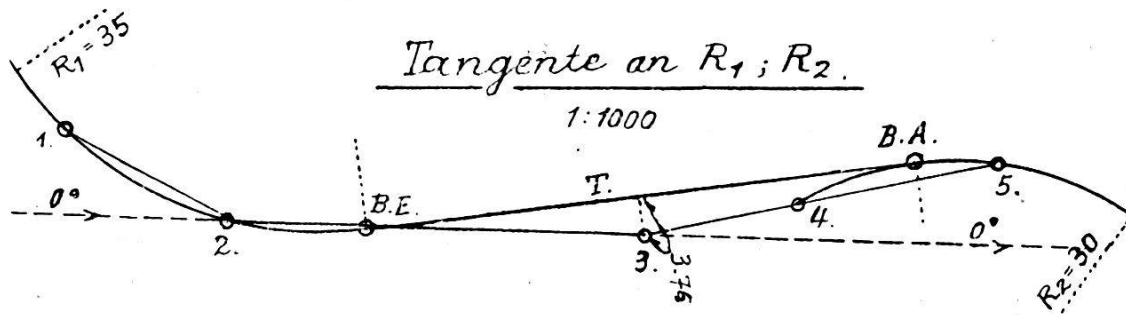 Tangente an R1; R2.
1:1000
R1=35
1.
0°
2.
B.E.
T.
3.
3.76
4.
B.A.
5.
0°
R2=30